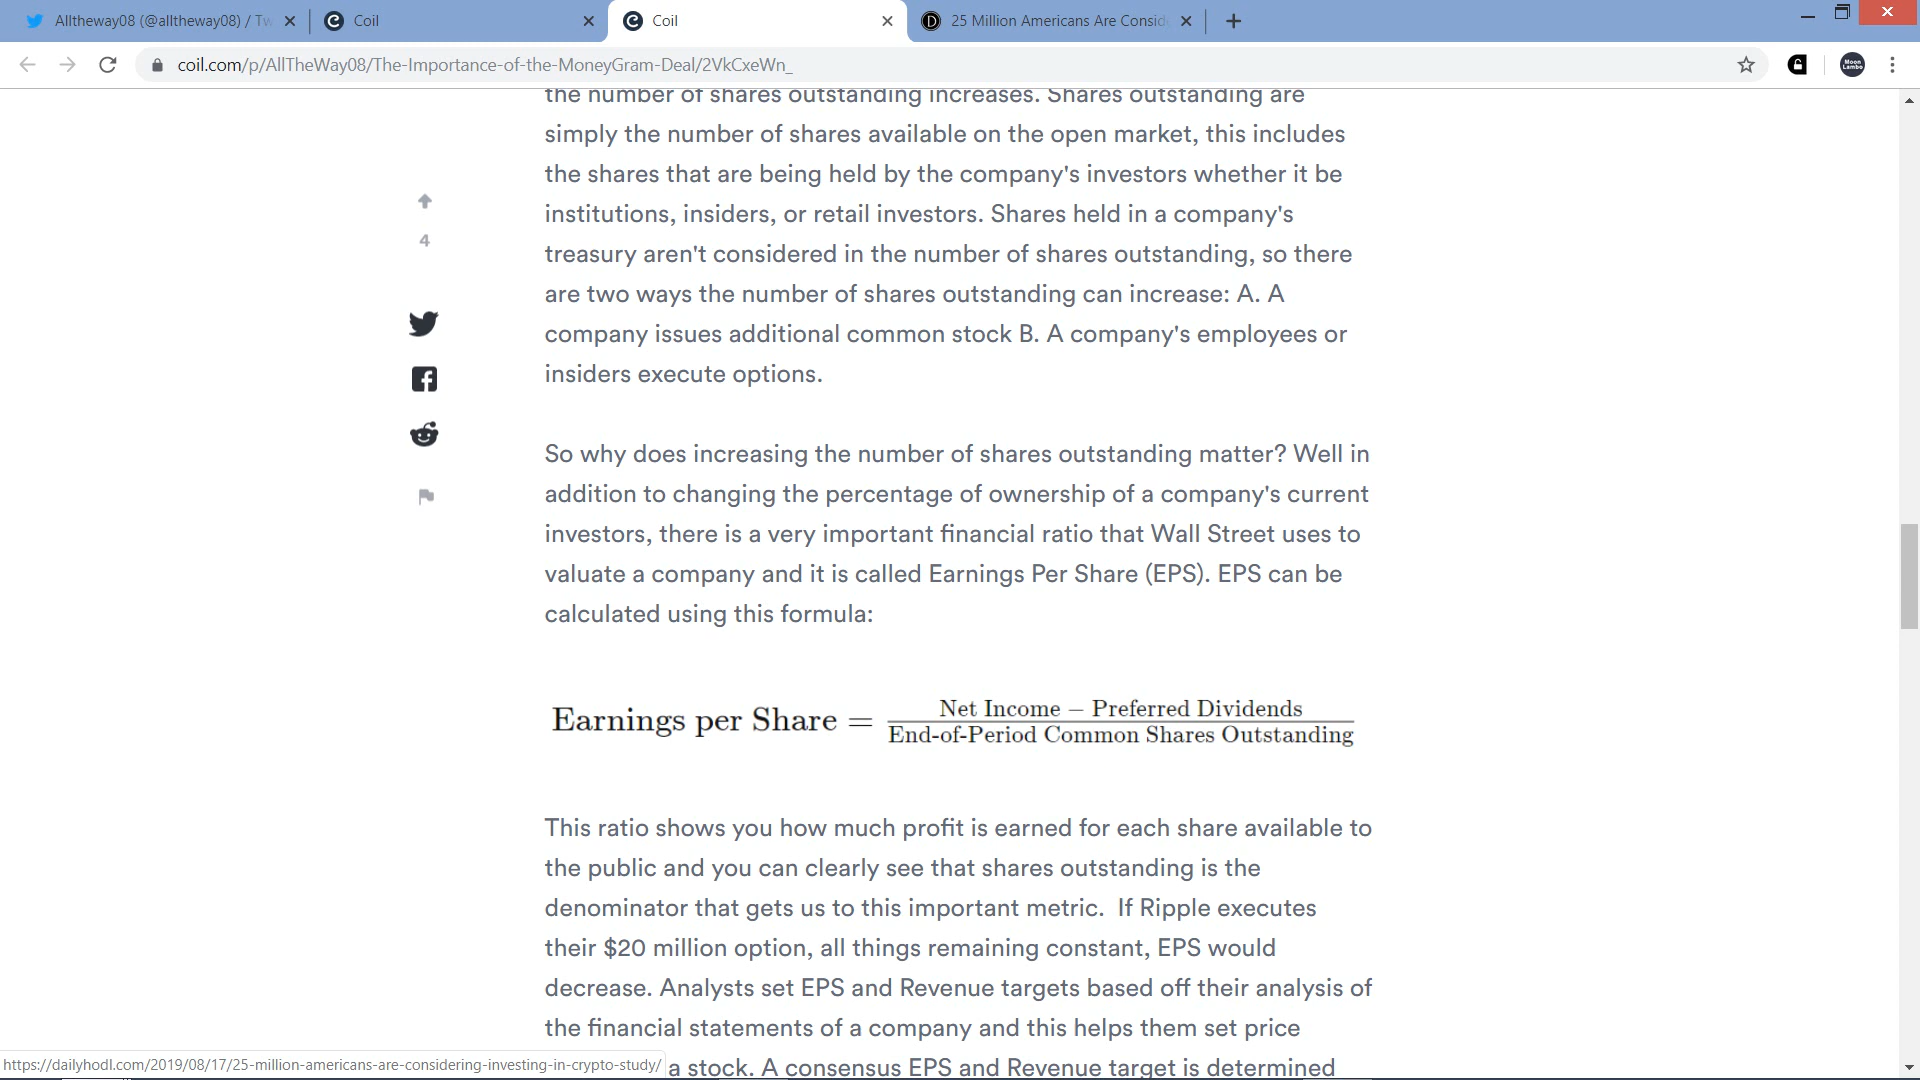 Alltheway08 (@alltheway08) / Tw
Coil
Coil
25 Million Americans Are Consid
coil.com/p/AllTheWay08/The-Importance-of-the-MoneyGram-Deal/2VkCxeWn_
Moon
Lambo
the number of shares outstanding increases. Shares outstanding are
simply the number of shares available on the open market, this includes
the shares that are being held by the company's investors whether it be
institutions, insiders, or retail investors. Shares held in a company's
treasury aren't considered in the number of shares outstanding, so there
are two ways the number of shares outstanding can increase: A. A
company issues additional common stock B. A company's employees or
insiders execute options.
4
So why does increasing the number of shares outstanding matter? Well in
addition to changing the percentage of ownership of a company's current
investors, there is a very important financial ratio that Wall Street uses to
valuate a company and it is called Earnings Per Share (EPS). EPS can be
calculated using this formula:
Earnings per Share = Net Income – Preferred Dividends
End-of-Period Common Shares Outstanding
This ratio shows you how much profit is earned for each share available to
the public and you can clearly see that shares outstanding is the
denominator that gets us to this important metric.  If Ripple executes
their $20 million option, all things remaining constant, EPS would
decrease. Analysts set EPS and Revenue targets based off their analysis of
the financial statements of a company and this helps them set price
a stock. A consensus EPS and Revenue target is determined
https://dailyhodl.com/2019/08/17/25-million-americans-are-considering-investing-in-crypto-study/